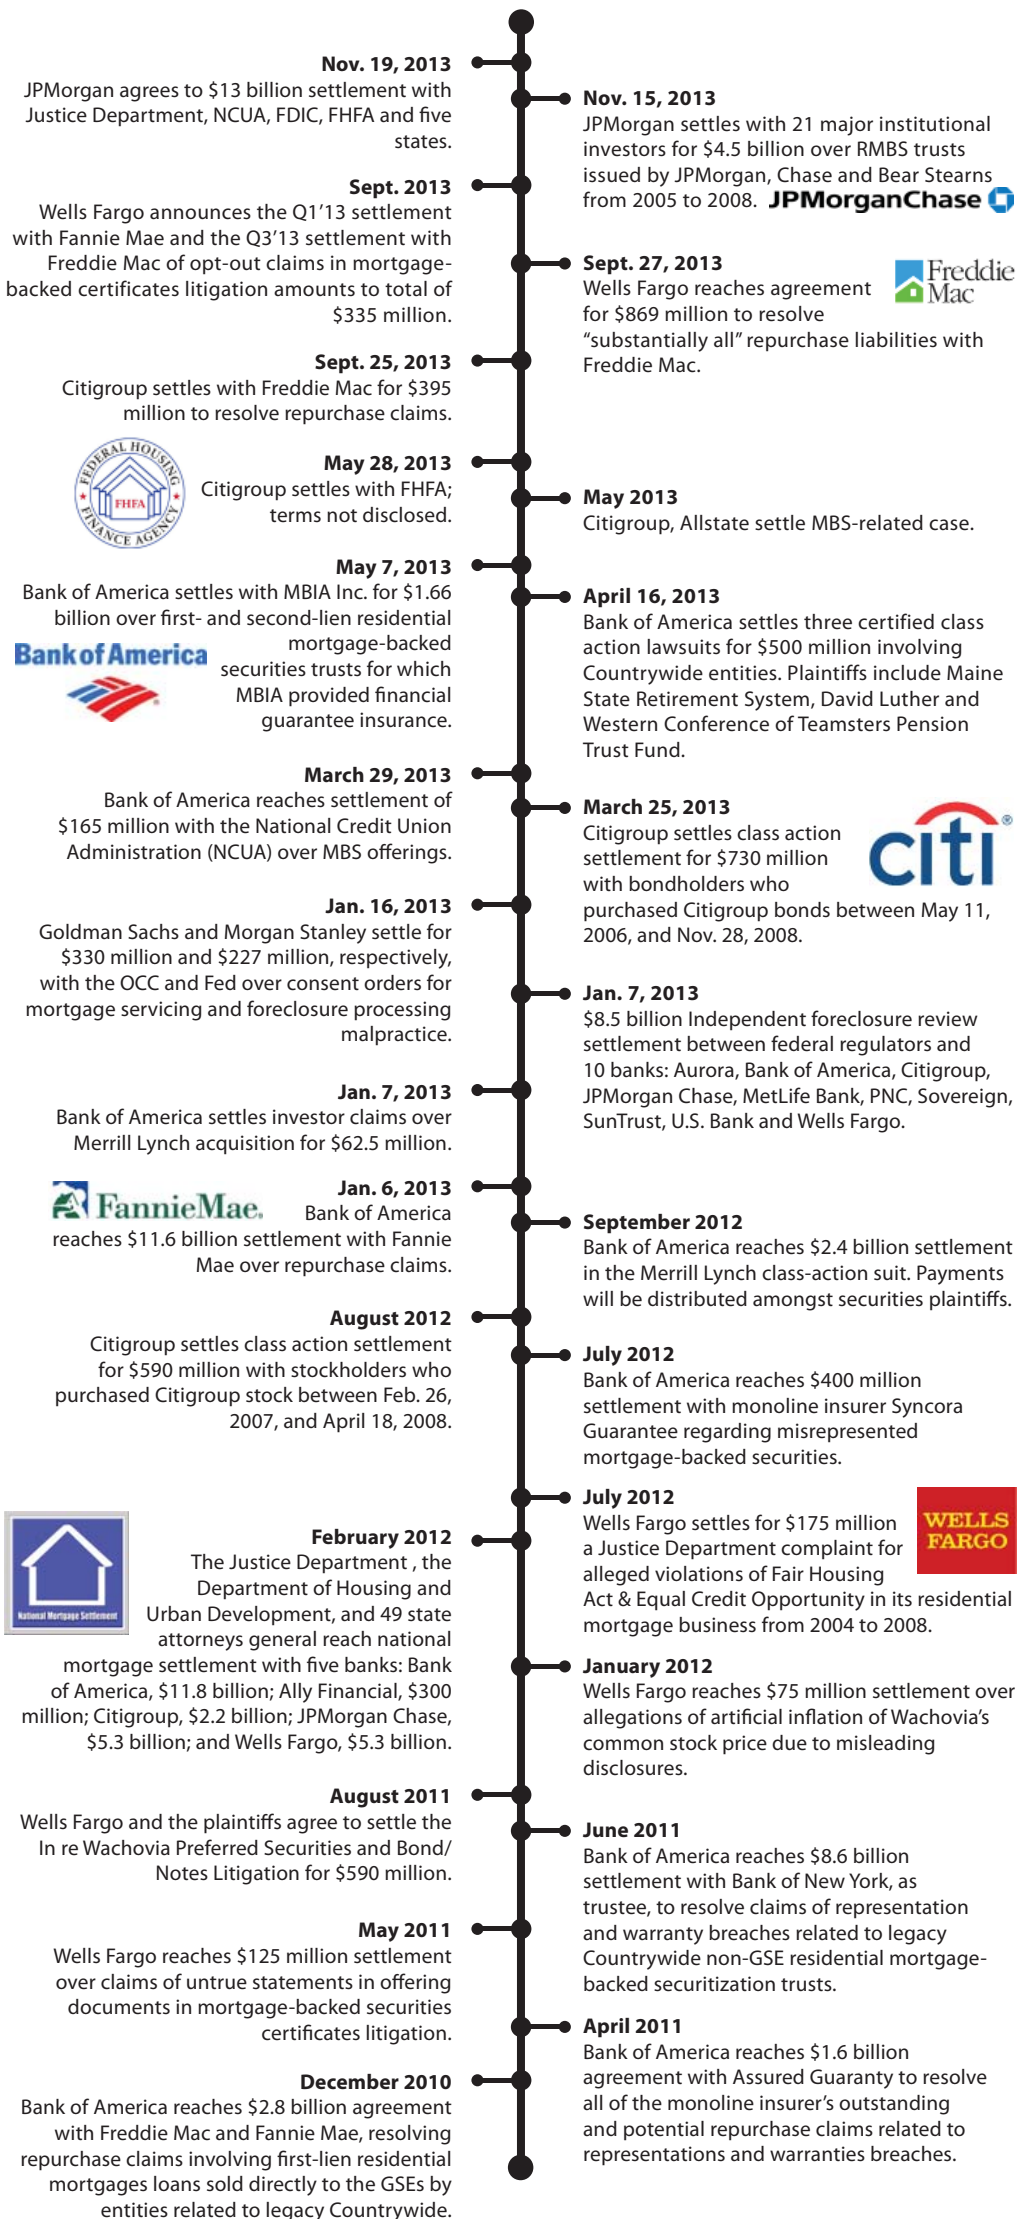 Nov. 19, 2013
JPMorgan agrees to $13 billion settlement with
Justice Department, NCUA, FDIC, FHFA and five
states.
Nov. 15, 2013
JPMorgan settles with 21 major institutional
investors for $4.5 billion over RMBS trusts
issued by JPMorgan, Chase and Bear Stearns
from 2005 to 2008.
JPMorganChase
Sept. 2013
Wells Fargo announces the Q1'13 settlement
with Fannie Mae and the Q3'13 settlement with
Freddie Mac of opt-out claims in mortgage-
backed certificates litigation amounts to total of
$335 million.
Sept. 27, 2013
Wells Fargo reaches agreement
for $869 million to resolve
“substantially all” repurchase liabilities with
Freddie Mac.
Freddie
Mac
Sept. 25, 2013
Citigroup settles with Freddie Mac for $395
million to resolve repurchase claims.
FEDERAL HOUSING
FHFA
FINANCE AGENCY
May 28, 2013
Citigroup settles with FHFA;
terms not disclosed.
May 2013
Citigroup, Allstate settle MBS-related case.
May 7, 2013
Bank of America settles with MBIA Inc. for $1.66
billion over first- and second-lien residential
mortgage-backed
securities trusts for which
MBIA provided financial
guarantee insurance.
Bank of America
April 16, 2013
Bank of America settles three certified class
action lawsuits for $500 million involving
Countrywide entities. Plaintiffs include Maine
State Retirement System, David Luther and
Western Conference of Teamsters Pension
Trust Fund.
March 29, 2013
Bank of America reaches settlement of
$165 million with the National Credit Union
Administration (NCUA) over MBS offerings.
March 25, 2013
Citigroup settles class action
settlement for $730 million
with bondholders who
purchased Citigroup bonds between May 11,
2006, and Nov. 28, 2008.
citi®
Jan. 16, 2013
Goldman Sachs and Morgan Stanley settle for
$330 million and $227 million, respectively,
with the OCC and Fed over consent orders for
mortgage servicing and foreclosure processing
malpractice.
Jan. 7, 2013
$8.5 billion Independent foreclosure review
settlement between federal regulators and
10 banks: Aurora, Bank of America, Citigroup,
JPMorgan Chase, MetLife Bank, PNC, Sovereign,
SunTrust, U.S. Bank and Wells Fargo.
Jan. 7, 2013
Bank of America settles investor claims over
Merrill Lynch acquisition for $62.5 million.
FannieMae.
Jan. 6, 2013
Bank of America
reaches $11.6 billion settlement with Fannie
Mae over repurchase claims.
September 2012
Bank of America reaches $2.4 billion settlement
in the Merrill Lynch class-action suit. Payments
will be distributed amongst securities plaintiffs.
August 2012
Citigroup settles class action settlement
for $590 million with stockholders who
purchased Citigroup stock between Feb. 26,
2007, and April 18, 2008.
July 2012
Bank of America reaches $400 million
settlement with monoline insurer Syncora
Guarantee regarding misrepresented
mortgage-backed securities.
July 2012
Wells Fargo settles for $175 million
a Justice Department complaint for
alleged violations of Fair Housing
Act & Equal Credit Opportunity in its residential
mortgage business from 2004 to 2008.
WELLS
FARGO
National Mortgage Settlement
February 2012
The Justice Department , the
Department of Housing and
Urban Development, and 49 state
attorneys general reach national
mortgage settlement with five banks: Bank
of America, $11.8 billion; Ally Financial, $300
million; Citigroup, $2.2 billion; JPMorgan Chase,
$5.3 billion; and Wells Fargo, $5.3 billion.
January 2012
Wells Fargo reaches $75 million settlement over
allegations of artificial inflation of Wachovia’s
common stock price due to misleading
disclosures.
August 2011
Wells Fargo and the plaintiffs agree to settle the
In re Wachovia Preferred Securities and Bond/
Notes Litigation for $590 million.
June 2011
Bank of America reaches $8.6 billion
settlement with Bank of New York, as
trustee, to resolve claims of representation
and warranty breaches related to legacy
Countrywide non-GSE residential mortgage-
backed securitization trusts.
May 2011
Wells Fargo reaches $125 million settlement
over claims of untrue statements in offering
documents in mortgage-backed securities
certificates litigation.
April 2011
Bank of America reaches $1.6 billion
agreement with Assured Guaranty to resolve
all of the monoline insurer’s outstanding
and potential repurchase claims related to
representations and warranties breaches.
December 2010
Bank of America reaches $2.8 billion agreement
with Freddie Mac and Fannie Mae, resolving
repurchase claims involving first-lien residential
mortgages loans sold directly to the GSEs by
entities related to legacy Countrywide.